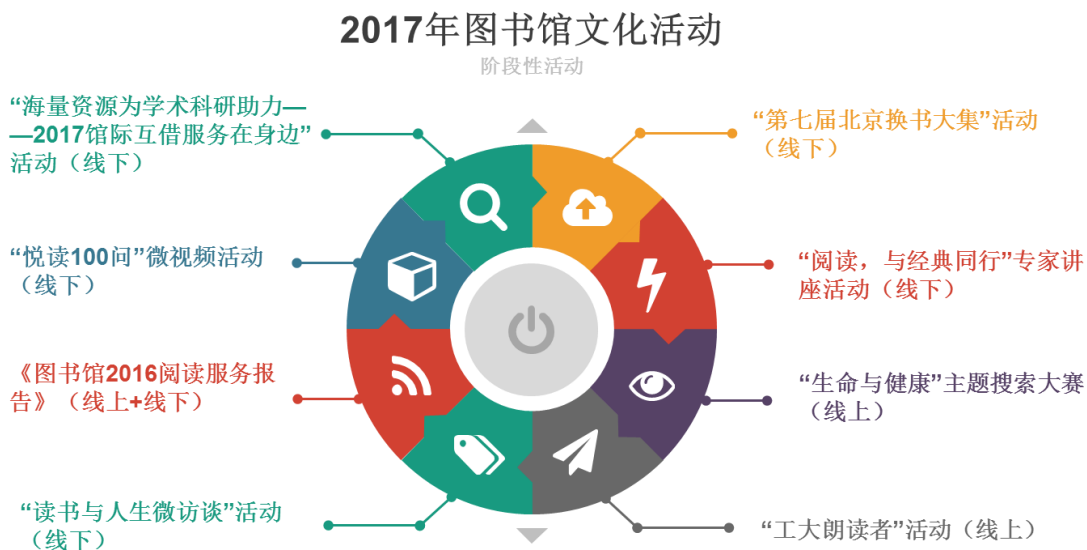 2017年图书馆文化活动
阶段性活动
“海量资源为学术科研助力—
—2017馆际互借服务在身边”
活动（线下）
“第七届北京换书大集”活动
（线下）
“悦读100问”微视频活动
（线下）
“阅读，与经典同行”专家讲
座活动（线下）
《图书馆2016阅读服务报
告》（线上+线下）
“生命与健康”主题搜索大赛
（线上）
“读书与人生微访谈”活动
（线下）
“工大朗读者”活动（线上）